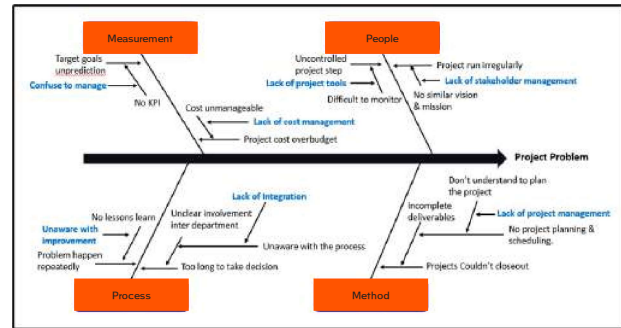 Measurement
People
Target goals
unprediction
Confuse to manage
No KPI
Cost unmanageable
Lack of cost management
Project cost overbudget
Uncontrolled
project step
Lack of project tools
Difficult to monitor
Project run irregularly
Lack of stakeholder management
No similar vision
& mission
Project Problem
No lessons learn
Unaware with
improvement
Problem happen
repeatedly
Lack of Integration
Unclear involvement
inter department
Unaware with the process
Too long to take decision
Don't understand to plan
the project
Incomplete
deliverables
Lack of project management
No project planning &
scheduling.
Projects Couldn't closeout
Process
Method